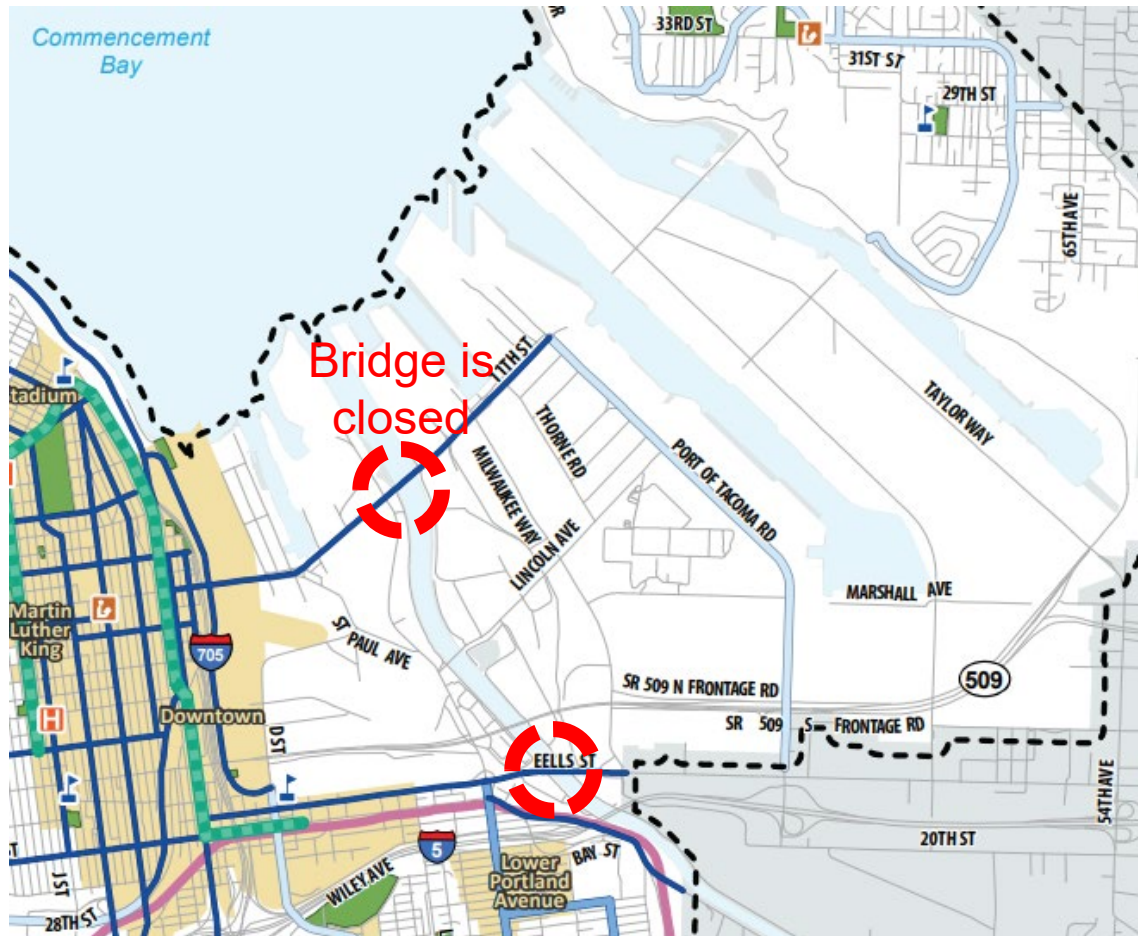 Commencement
Bay
33RD ST
31ST ST
29TH ST
65TH AVE
Bridge is
closed
11TH ST
THORNE RD
MILWAUKEE WAY
LINCOLN AVE
PORT OF TACOMA RD
TAYLOR WAY
tadium
Martin
Luther
King
705
ST PAUL AVE
MARSHALL AVE
SR 509 N FRONTAGE RD
509
SR 509 S FRONTAGE RD
H
Downtown
D ST
EELLS ST
54TH AVE
20TH ST
5
BAY ST
Lower
Portland
Avenue
WILEY AVE
J ST
28TH ST